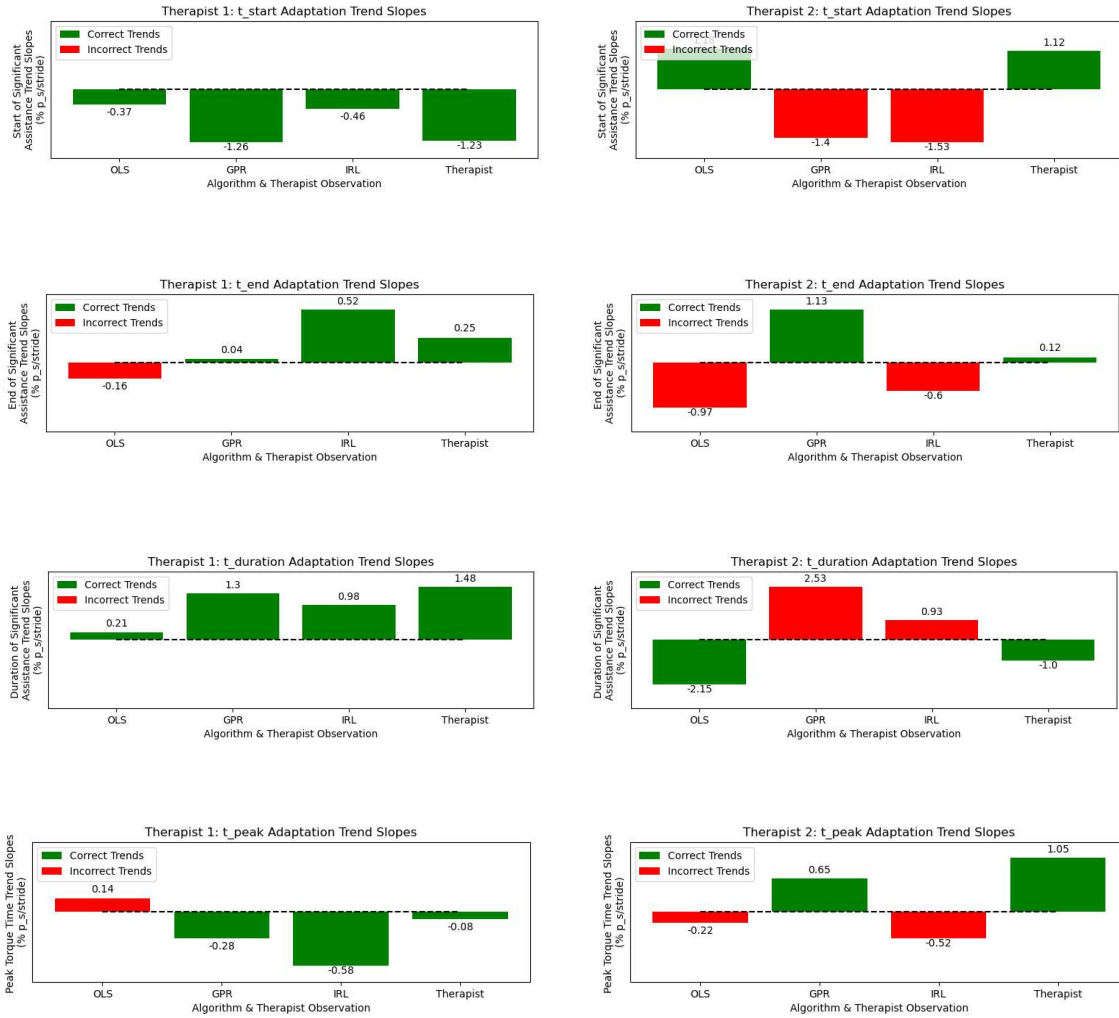 Therapist 1: t_start Adaptation Trend Slopes
Correct Trends
Incorrect Trends
Start of Significant
Assistance Trend Slopes
(% p_s/stride)
-0.37
-1.26
-0.46
-1.23
OLS
GPR
IRL
Therapist
Algorithm & Therapist Observation
Therapist 2: t_start Adaptation Trend Slopes
Correct Trends
Incorrect Trends
Start of Significant
Assistance Trend Slopes
(% p_s/stride)
-1.4
-1.53
1.12
OLS
GPR
IRL
Therapist
Algorithm & Therapist Observation
Therapist 1: t_end Adaptation Trend Slopes
Correct Trends
Incorrect Trends
End of Significant
Assistance Trend Slopes
(% p_s/stride)
-0.16
0.04
0.52
0.25
OLS
GPR
IRL
Therapist
Algorithm & Therapist Observation
Therapist 2: t_end Adaptation Trend Slopes
Correct Trends
Incorrect Trends
End of Significant
Assistance Trend Slopes
(% p_s/stride)
-0.97
1.13
-0.6
0.12
OLS
GPR
IRL
Therapist
Algorithm & Therapist Observation
Therapist 1: t_duration Adaptation Trend Slopes
Correct Trends
Incorrect Trends
Duration of Significant
Assistance Trend Slopes
(% p_s/stride)
0.21
1.3
0.98
1.48
OLS
GPR
IRL
Therapist
Algorithm & Therapist Observation
Therapist 2: t_duration Adaptation Trend Slopes
Correct Trends
Incorrect Trends
Duration of Significant
Assistance Trend Slopes
(% p_s/stride)
-2.15
2.53
0.93
-1.0
OLS
GPR
IRL
Therapist
Algorithm & Therapist Observation
Therapist 1: t_peak Adaptation Trend Slopes
Correct Trends
Incorrect Trends
Peak Torque Time Trend Slopes
(% p_s/stride)
0.14
-0.28
-0.58
-0.08
OLS
GPR
IRL
Therapist
Algorithm & Therapist Observation
Therapist 2: t_peak Adaptation Trend Slopes
Correct Trends
Incorrect Trends
Peak Torque Time Trend Slopes
(% p_s/stride)
-0.22
0.65
-0.52
1.05
OLS
GPR
IRL
Therapist
Algorithm & Therapist Observation